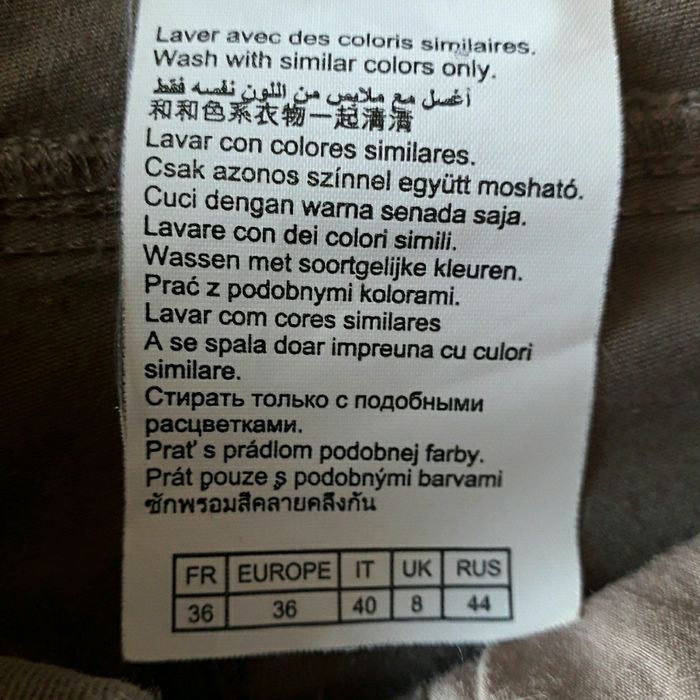 Laver avec des coloris similaires.
Wash with similar colors only.
أغسل مع ملابس من اللون نفسه فقط
和和色系衣物一起清清
Lavar con colores similares.
Csak azonos színnel együtt mosható.
Cuci dengan warna senada saja.
Lavare con dei colori simili.
Wassen met soortgelijke kleuren.
Prać z podobnymi kolorami.
Lavar com cores similares
A se spala doar impreuna cu culori
similare.
Стирать только с подобными
расцветками.
Prať s prádlom podobnej farby.
Prát pouze ş podobnými barvami
ซักพร้อมสีคลายคลึงกัน
FR EUROPE IT UK RUS
36 36 40 8 44